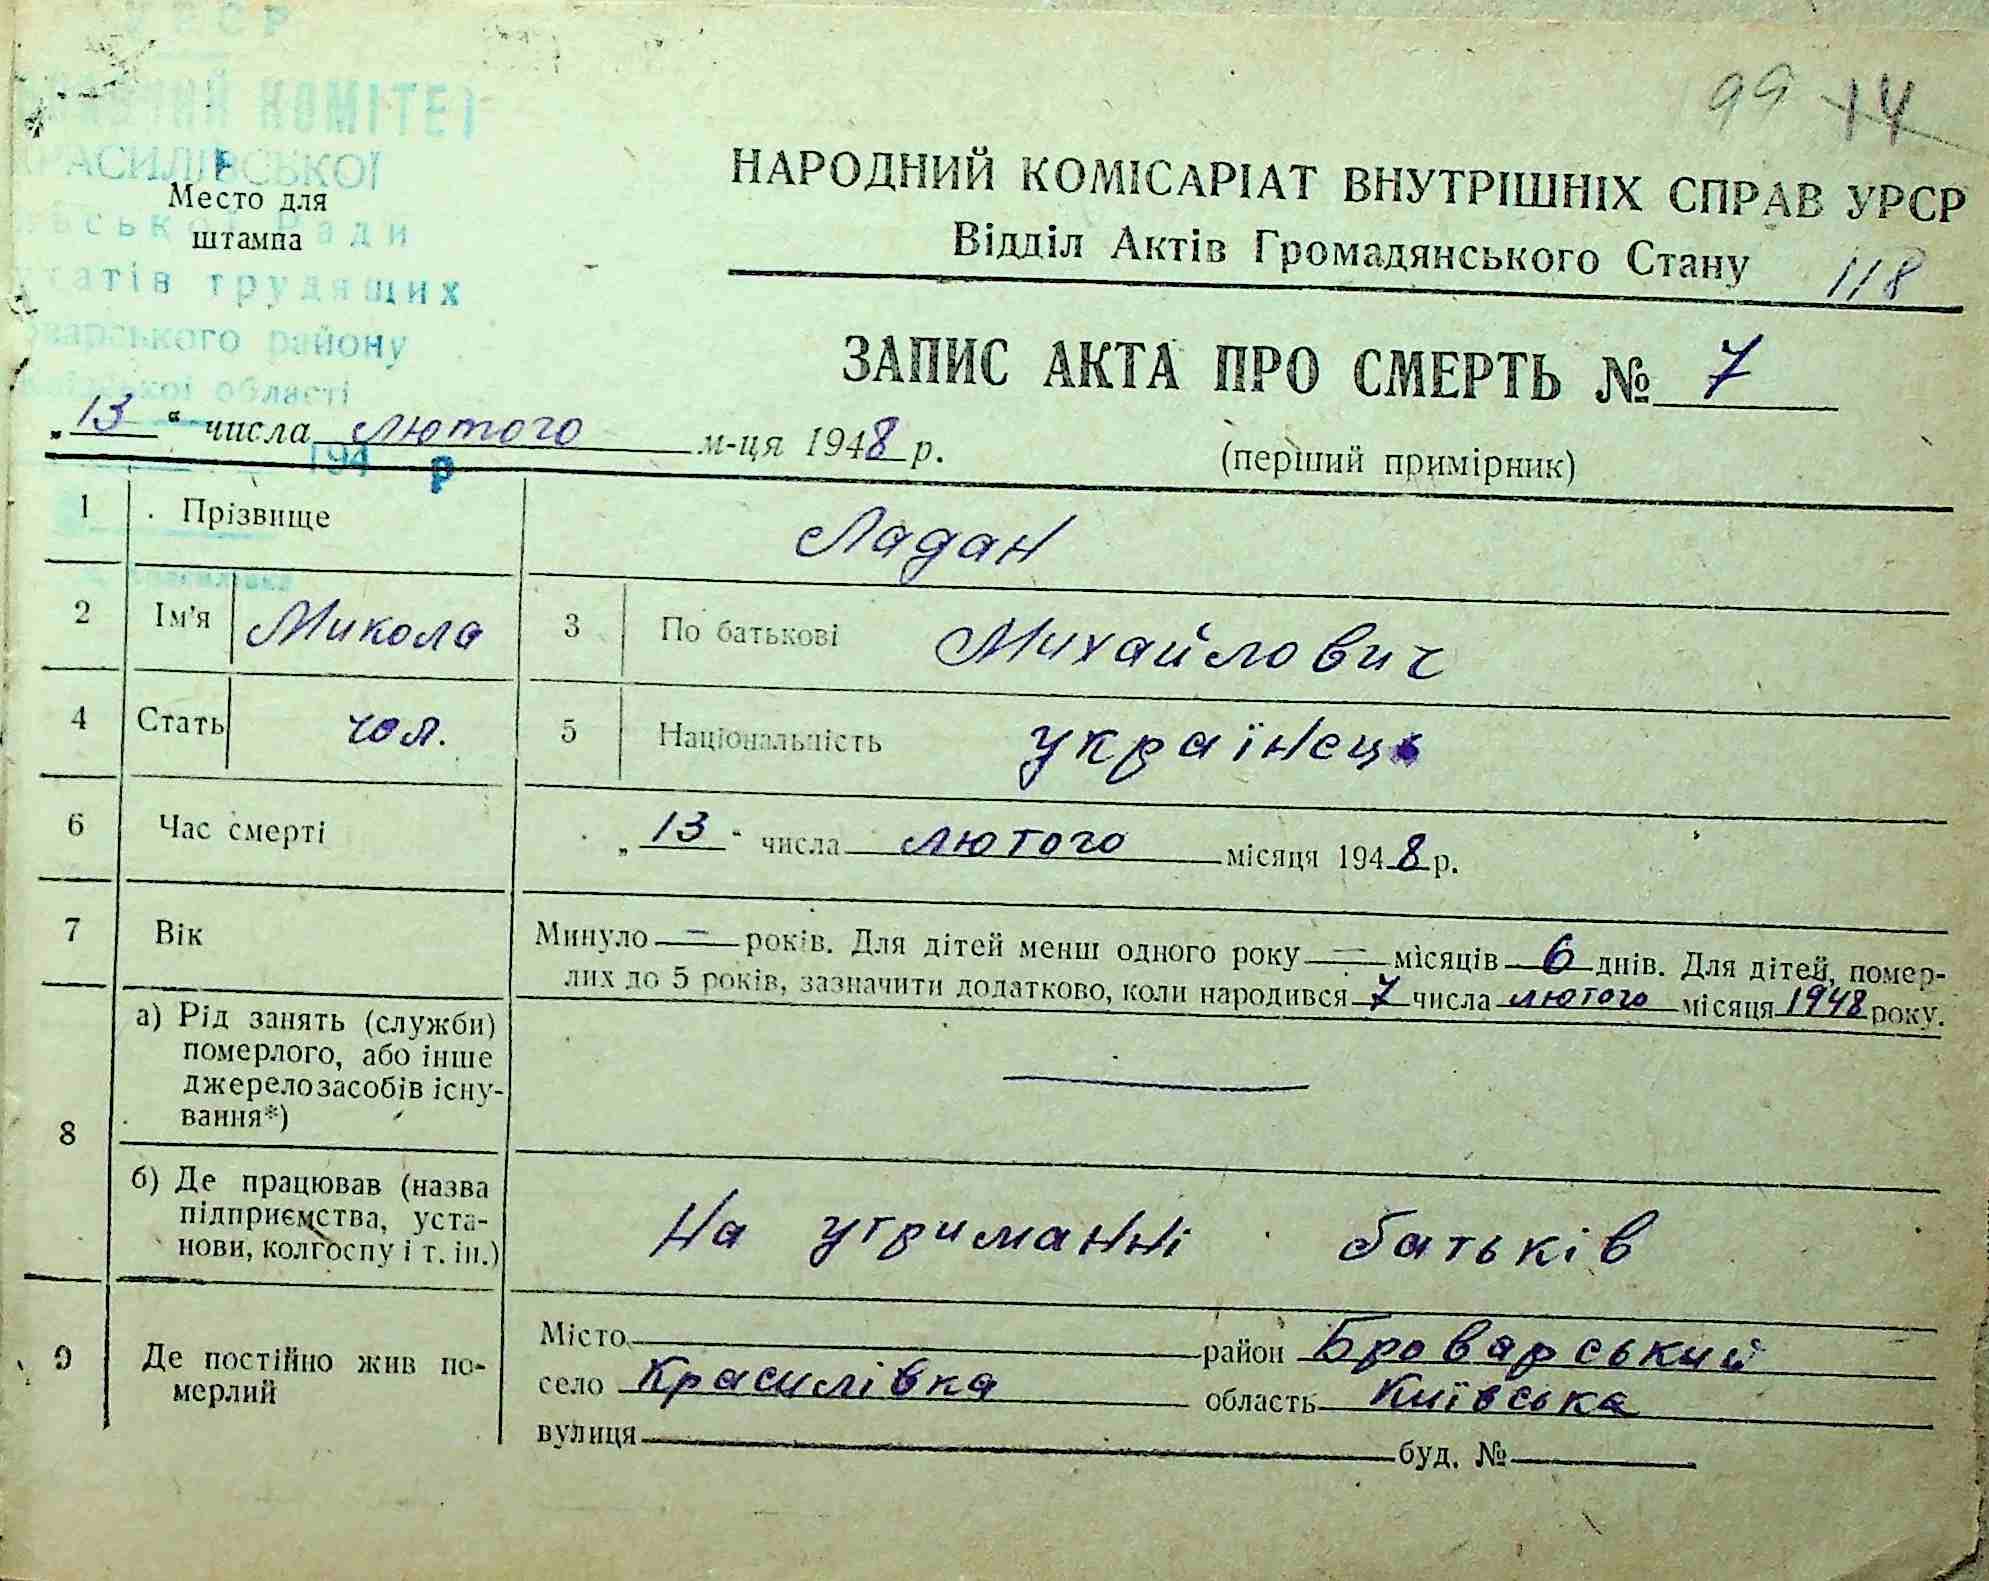 УРСР
КОМІТЕТ
КРАСИЛІВСЬКОЇ
Место для
штампа
Ради
трудящих
району
області
194 р
99 14
НАРОДНИЙ КОМІСАРІАТ ВНУТРІШНІХ СПРАВ УРСР
Відділ Актів Громадянського Стану 118
ЗАПИС АКТА ПРО СМЕРТЬ № 7
„13“ числа лютого м-ця 1948 р.
(перший примірник)
1 Прізвище Ладан
2 Ім'я Микола 3 По батькові Михайлович
4 Стать чол. 5 Національність українець
6 Час смерті „13“ числа лютого місяця 1948 р.
7 Вік Минуло — років. Для дітей менш одного року — місяців 6 днів. Для дітей, помер-
лих до 5 років, зазначити додатково, коли народився 7 числа лютого місяця 1948 року.
8 а) Рід занять (служби)
померлого, або інше
джерело засобів існу-
вання*) —
б) Де працював (назва
підприємства, уста-
нови, колгоспу і т. ін.)
На утриманні батьків
9 Де постійно жив по-
мерлий
Місто район Броварський
село Красилівка область Київська
вулиця буд. №